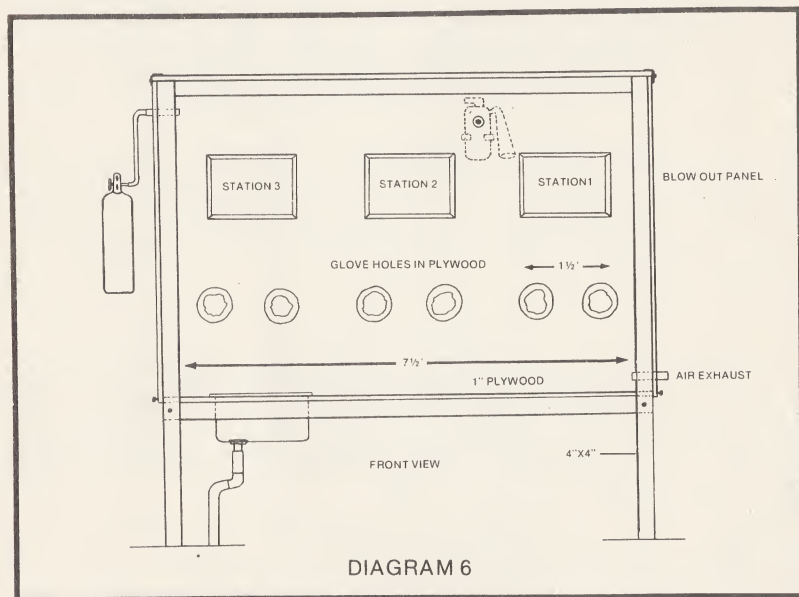 STATION 3
STATION 2
STATION 1
BLOW OUT PANEL
GLOVE HOLES IN PLYWOOD
1½'
7½'
1" PLYWOOD
AIR EXHAUST
FRONT VIEW
4"X4"
DIAGRAM 6